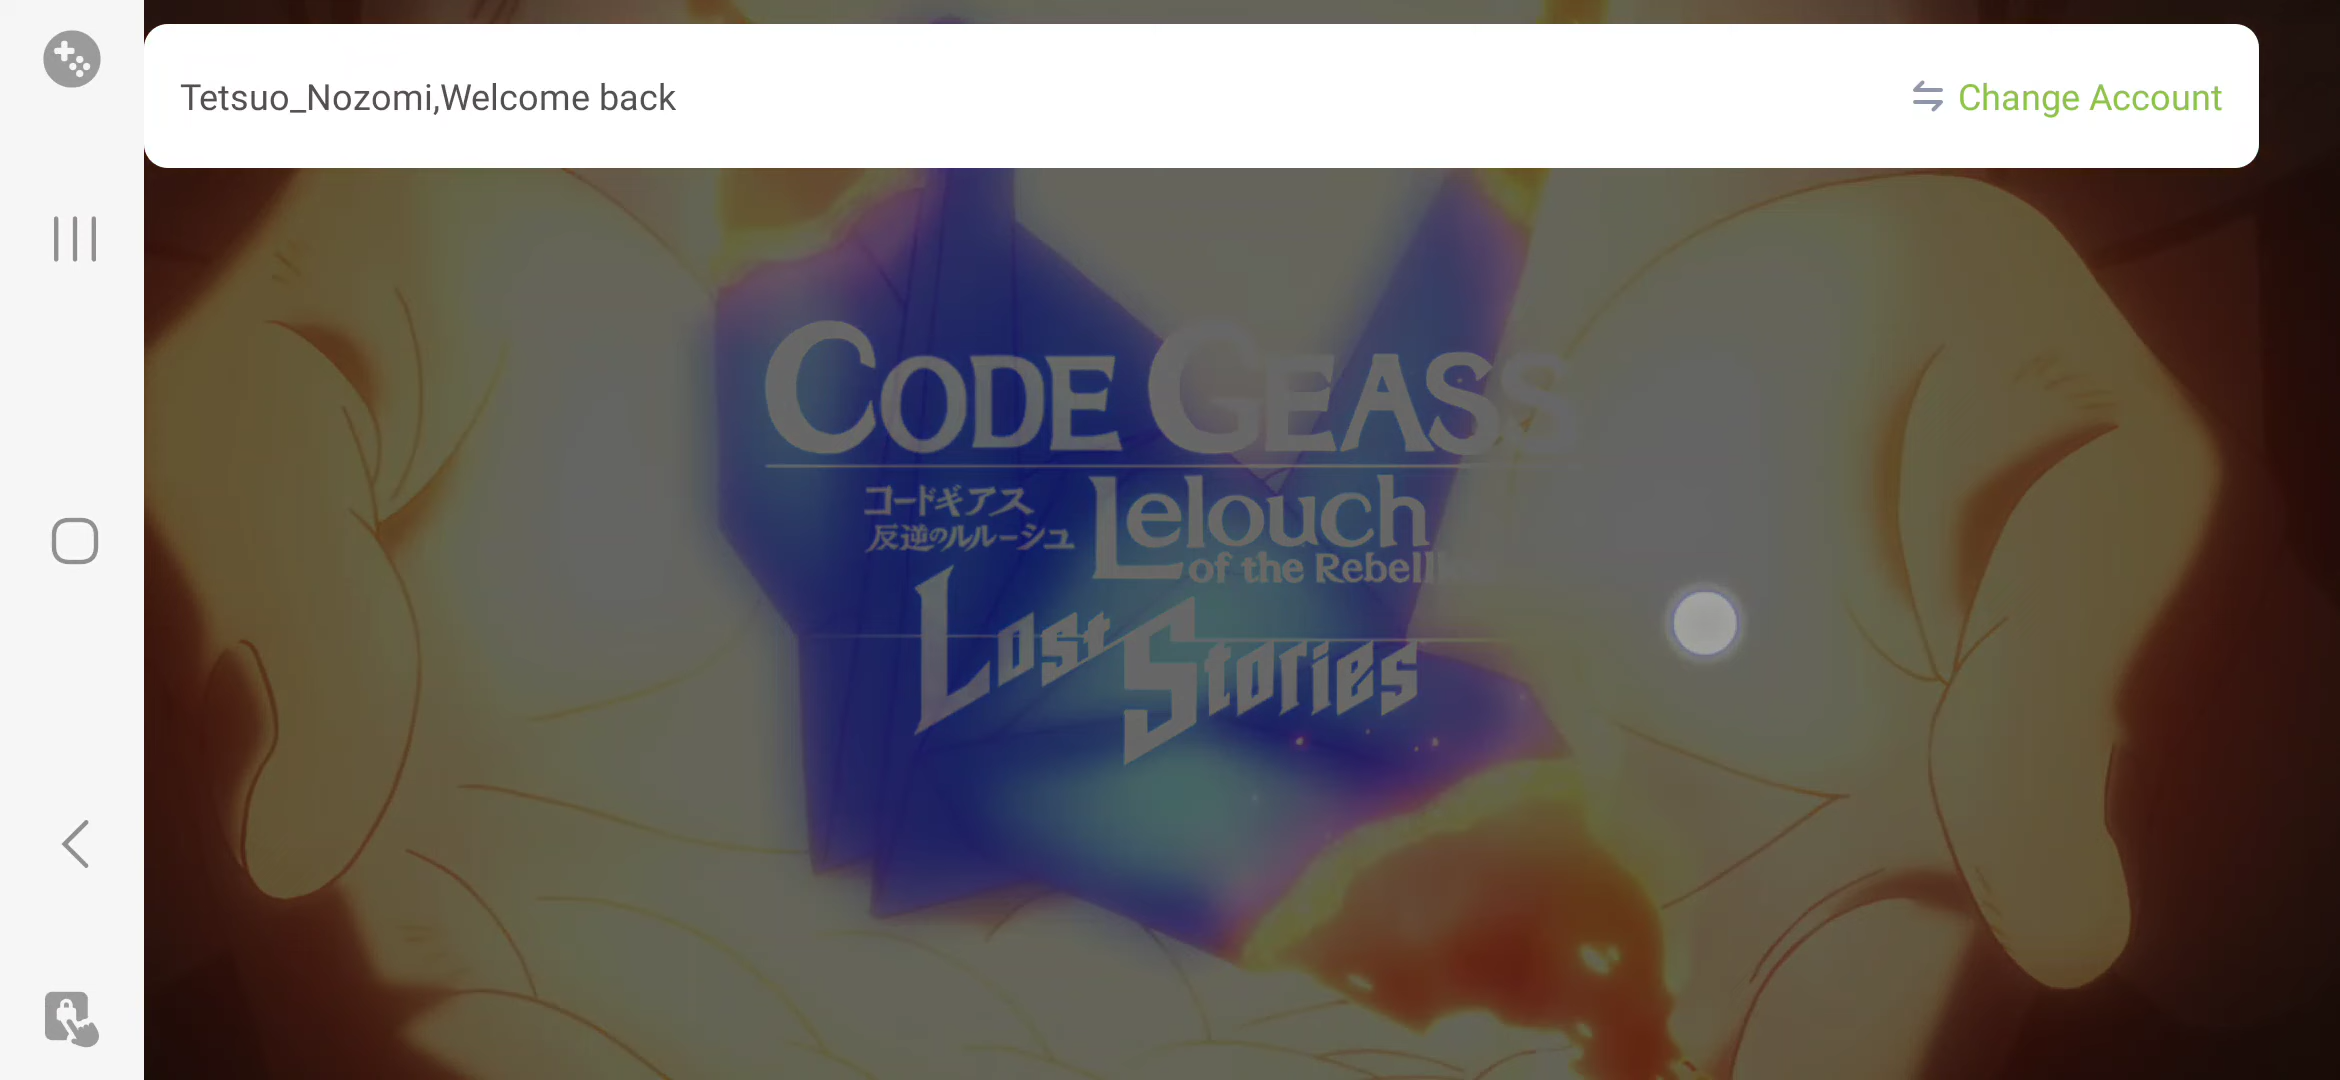 Tetsuo_Nozomi,Welcome back
Change Account
CODE GEASS
コードギアス
反逆のルルーシュ
Lelouch
of the Rebellion
Lost Stories